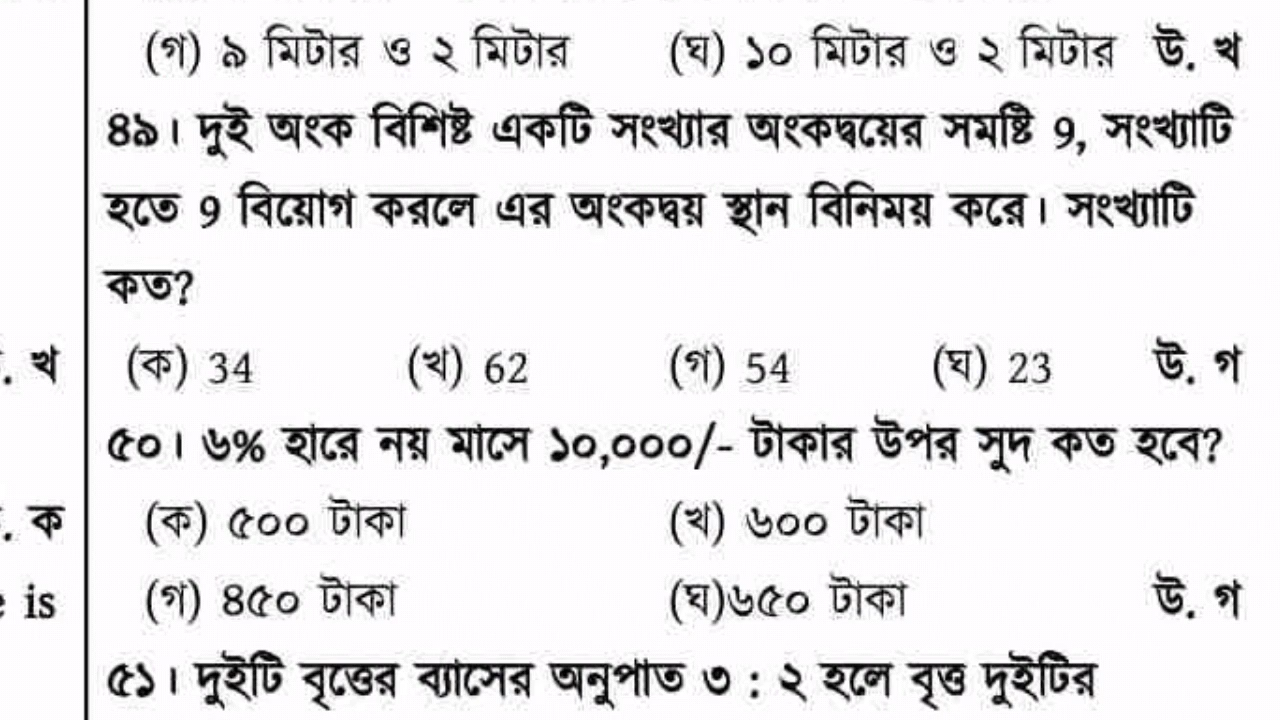 (গ) ৯ মিটার ও ২ মিটার (ঘ) ১০ মিটার ও ২ মিটার উ. খ
৪৯। দুই অংক বিশিষ্ট একটি সংখ্যার অংকদ্বয়ের সমষ্টি 9, সংখ্যাটি
হতে 9 বিয়োগ করলে এর অংকদ্বয় স্থান বিনিময় করে। সংখ্যাটি
কত?
. খ
(ক) 34 (খ) 62 (গ) 54 (ঘ) 23 উ. গ
৫০। ৬% হারে নয় মাসে ১০,০০০/- টাকার উপর সুদ কত হবে?
. ক
(ক) ৫০০ টাকা (খ) ৬০০ টাকা
is
(গ) ৪৫০ টাকা (ঘ)৬৫০ টাকা উ. গ
৫১। দুইটি বৃত্তের ব্যাসের অনুপাত ৩ : ২ হলে বৃত্ত দুইটির